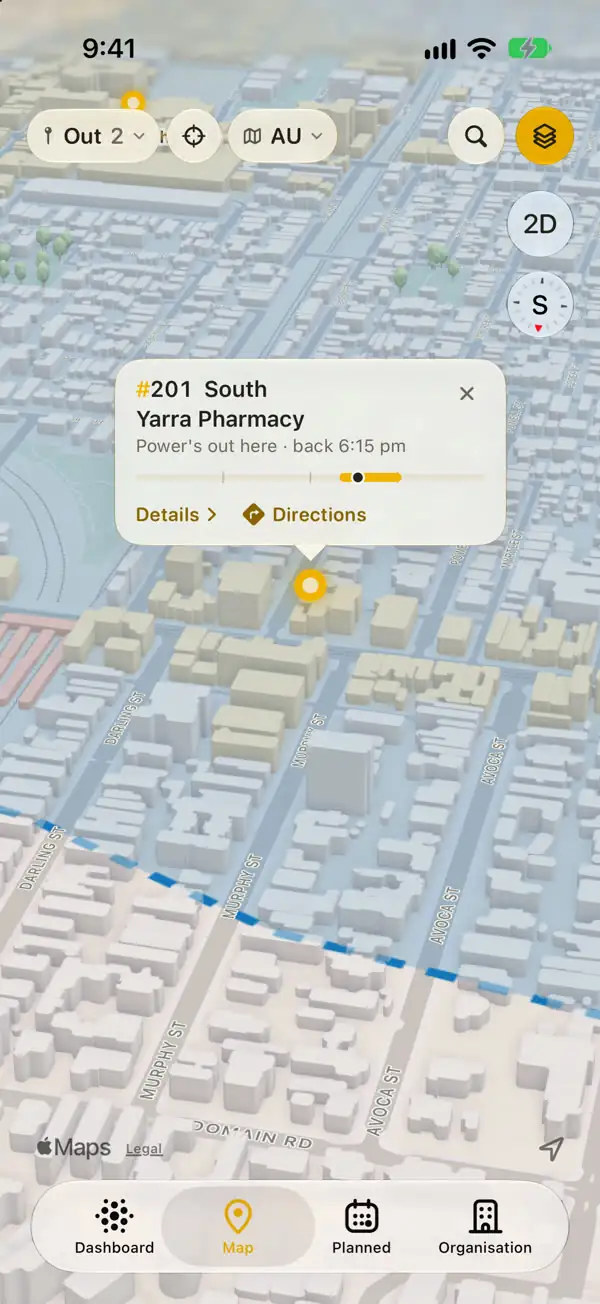 9:41
Out 2
AU
2D
S
#201 South
Yarra Pharmacy
Power's out here · back 6:15 pm
Details
Directions
DARLING ST
MURPHY ST
AVOCA ST
DARLING ST
MURPHY ST
AVOCA ST
MURPHY ST
AVOCA ST
DOMAIN RD
Maps Legal
Dashboard
Map
Planned
Organisation